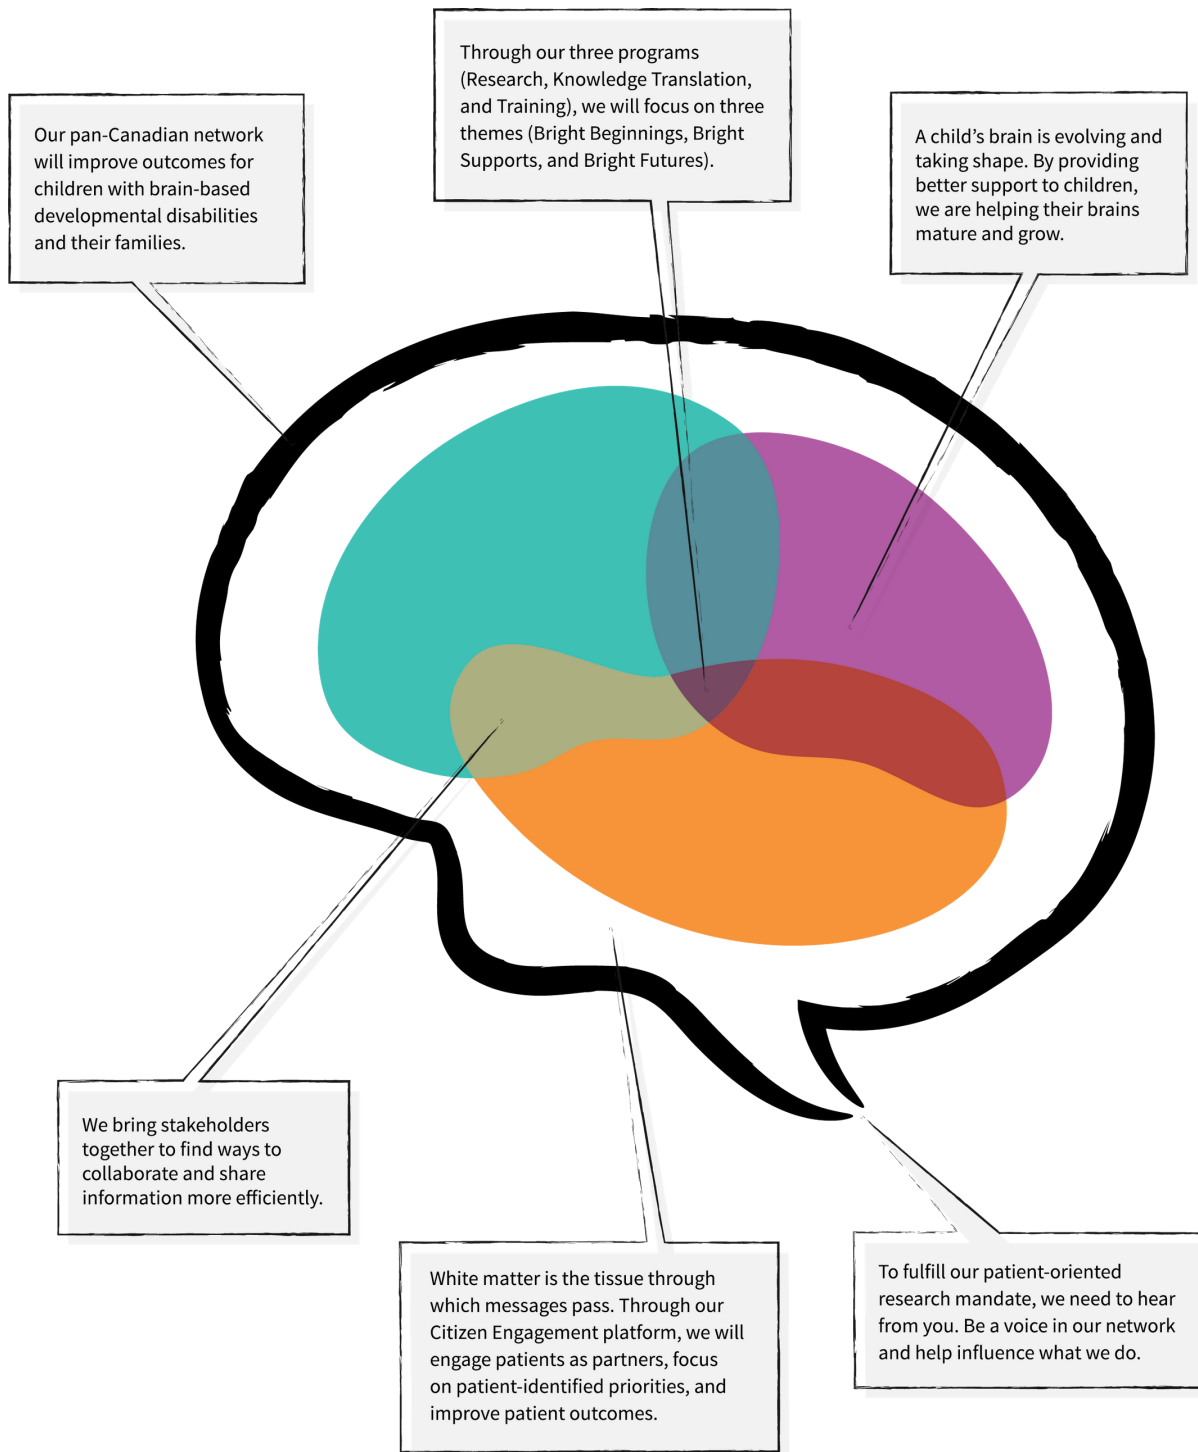 Through our three programs
(Research, Knowledge Translation,
and Training), we will focus on three
themes (Bright Beginnings, Bright
Supports, and Bright Futures).
Our pan-Canadian network
will improve outcomes for
children with brain-based
developmental disabilities
and their families.
A child’s brain is evolving and
taking shape. By providing
better support to children,
we are helping their brains
mature and grow.
We bring stakeholders
together to find ways to
collaborate and share
information more efficiently.
White matter is the tissue through
which messages pass. Through our
Citizen Engagement platform, we will
engage patients as partners, focus
on patient-identified priorities, and
improve patient outcomes.
To fulfill our patient-oriented
research mandate, we need to hear
from you. Be a voice in our network
and help influence what we do.